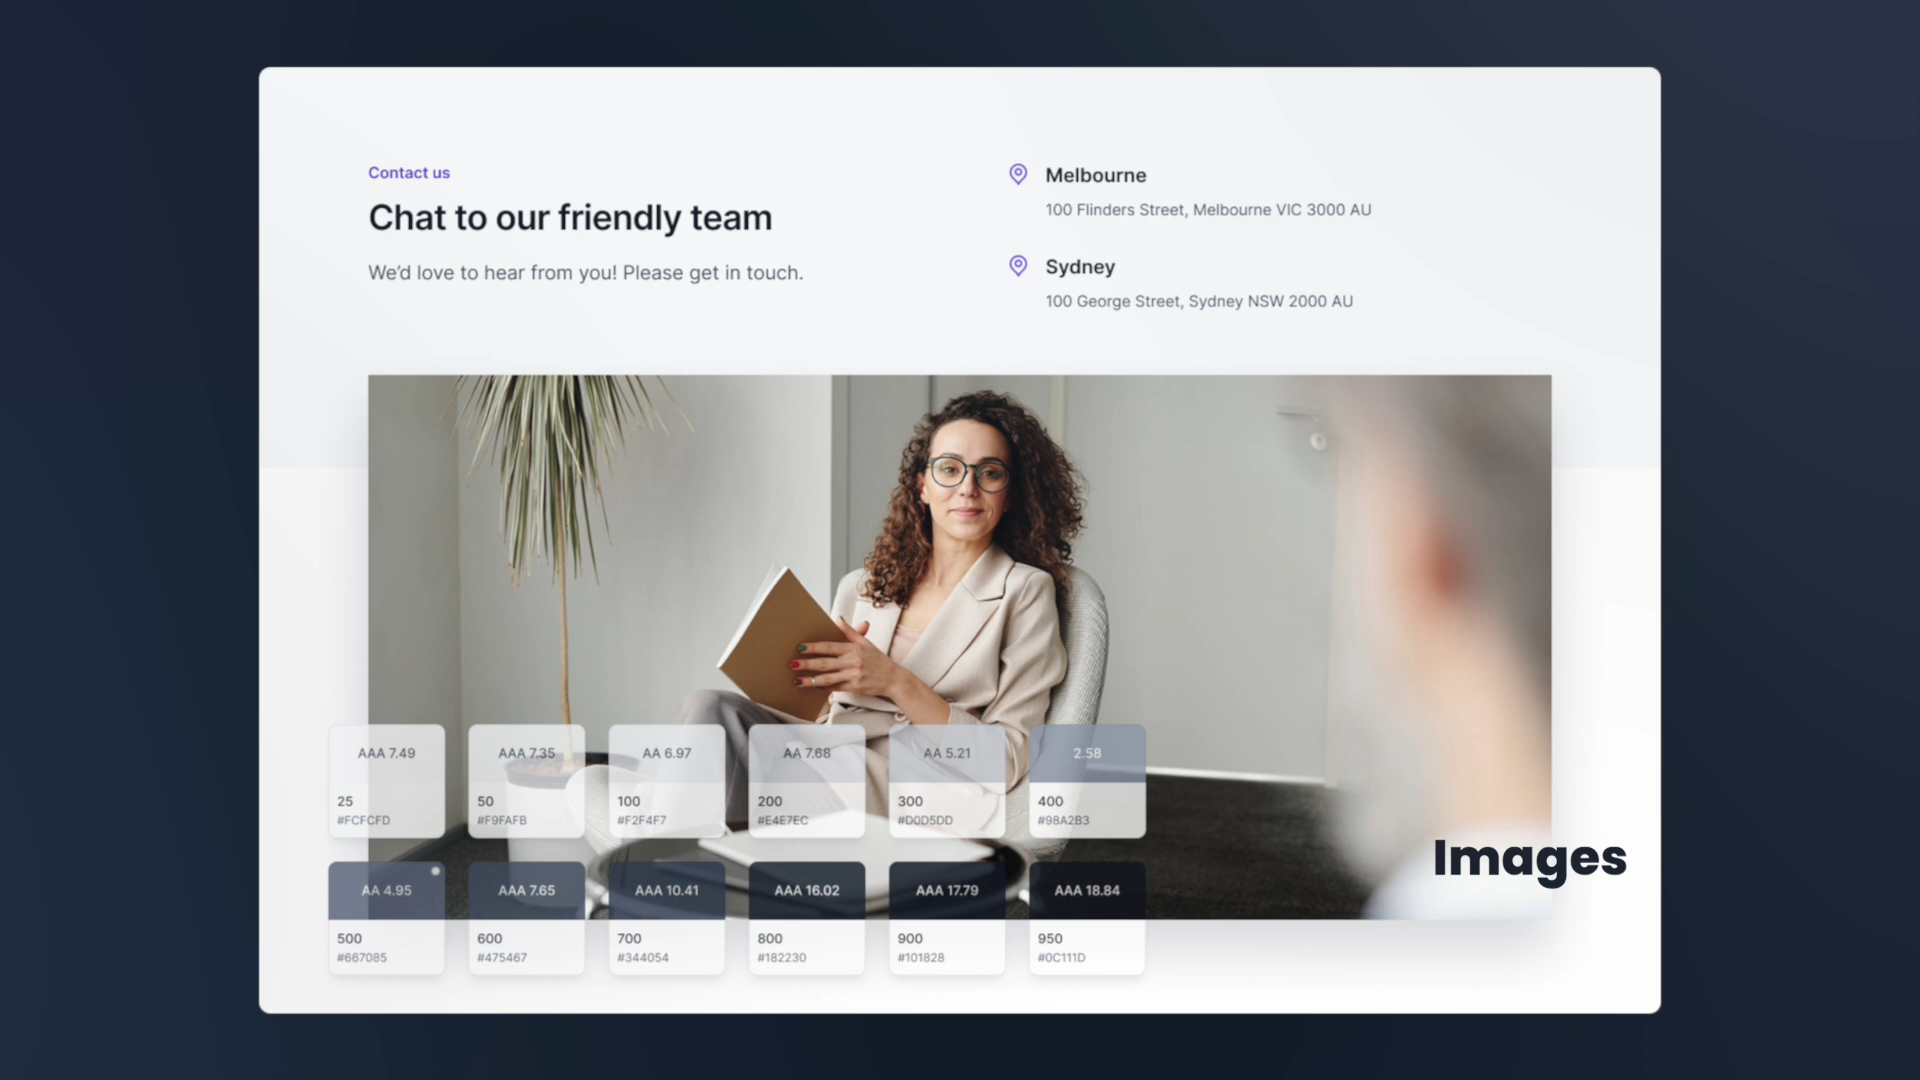 Contact us
Chat to our friendly team
We’d love to hear from you! Please get in touch.
Melbourne
100 Flinders Street, Melbourne VIC 3000 AU
Sydney
100 George Street, Sydney NSW 2000 AU
AAA 7.49
25
#FCFCFD
AAA 7.35
50
#F9FAFB
AA 6.97
100
#F2F4F7
AA 7.68
200
#E4E7EC
AA 5.21
300
#D0D5DD
2.58
400
#98A2B3
AA 4.95
500
#667085
AAA 7.65
600
#475467
AAA 10.41
700
#344054
AAA 16.02
800
#182230
AAA 17.79
900
#101828
AAA 18.84
950
#0C111D
Images